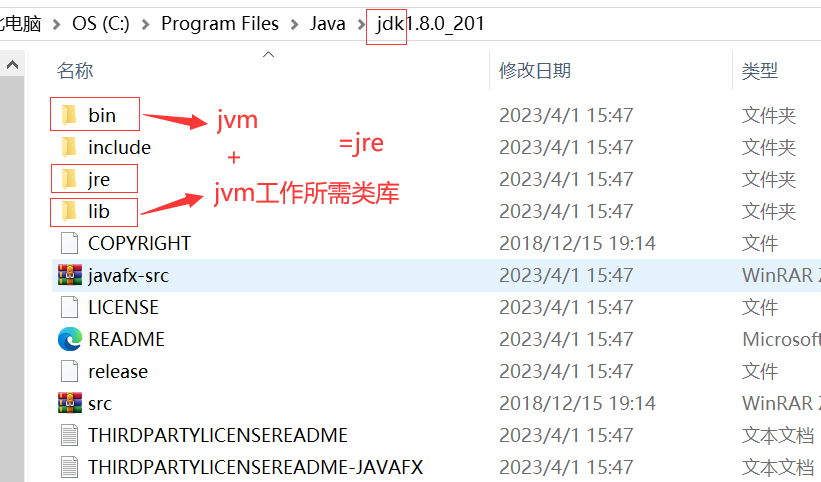 电脑 > OS (C:) > Program Files > Java > jdk1.8.0_201
名称 修改日期 类型
bin 2023/4/1 15:47 文件夹
jvm
include 2023/4/1 15:47 文件夹
+ =jre
jre 2023/4/1 15:47 文件夹
jvm工作所需类库
lib 2023/4/1 15:47 文件夹
COPYRIGHT 2018/12/15 19:14 文件
javafx-src 2023/4/1 15:47 WinRAR
LICENSE 2023/4/1 15:47 文件
README 2023/4/1 15:47 Microsoft
release 2023/4/1 15:47 文件
src 2018/12/15 19:14 WinRAR
THIRDPARTYLICENSEREADME 2023/4/1 15:47 文本文档
THIRDPARTYLICENSEREADME-JAVAFX 2023/4/1 15:47 文本文档